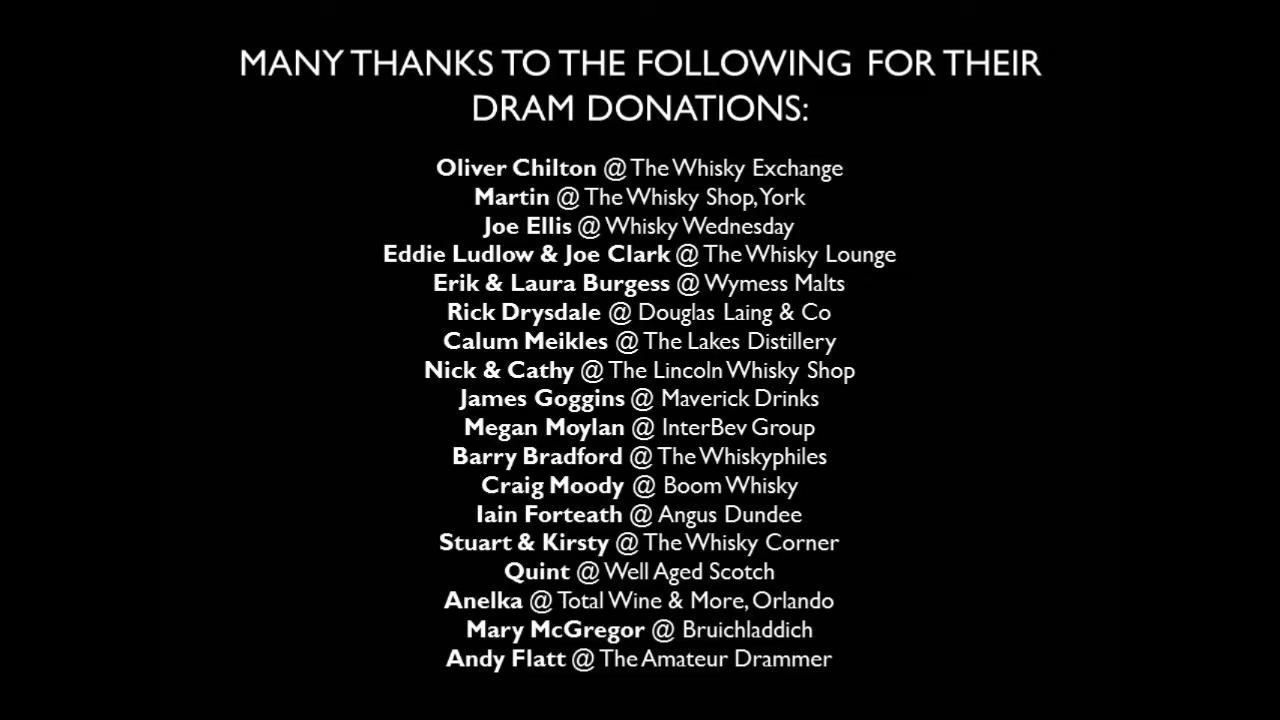 MANY THANKS TO THE FOLLOWING FOR THEIR
DRAM DONATIONS:
Oliver Chilton @ The Whisky Exchange
Martin @ The Whisky Shop, York
Joe Ellis @ Whisky Wednesday
Eddie Ludlow & Joe Clark @ The Whisky Lounge
Erik & Laura Burgess @ Wymess Malts
Rick Drysdale @ Douglas Laing & Co
Calum Meikles @ The Lakes Distillery
Nick & Cathy @ The Lincoln Whisky Shop
James Goggins @ Maverick Drinks
Megan Moylan @ InterBev Group
Barry Bradford @ The Whiskyphiles
Craig Moody @ Boom Whisky
Iain Forteath @ Angus Dundee
Stuart & Kirsty @ The Whisky Corner
Quint @ Well Aged Scotch
Anelka @ Total Wine & More, Orlando
Mary McGregor @ Bruichladdich
Andy Flatt @ The Amateur Drammer